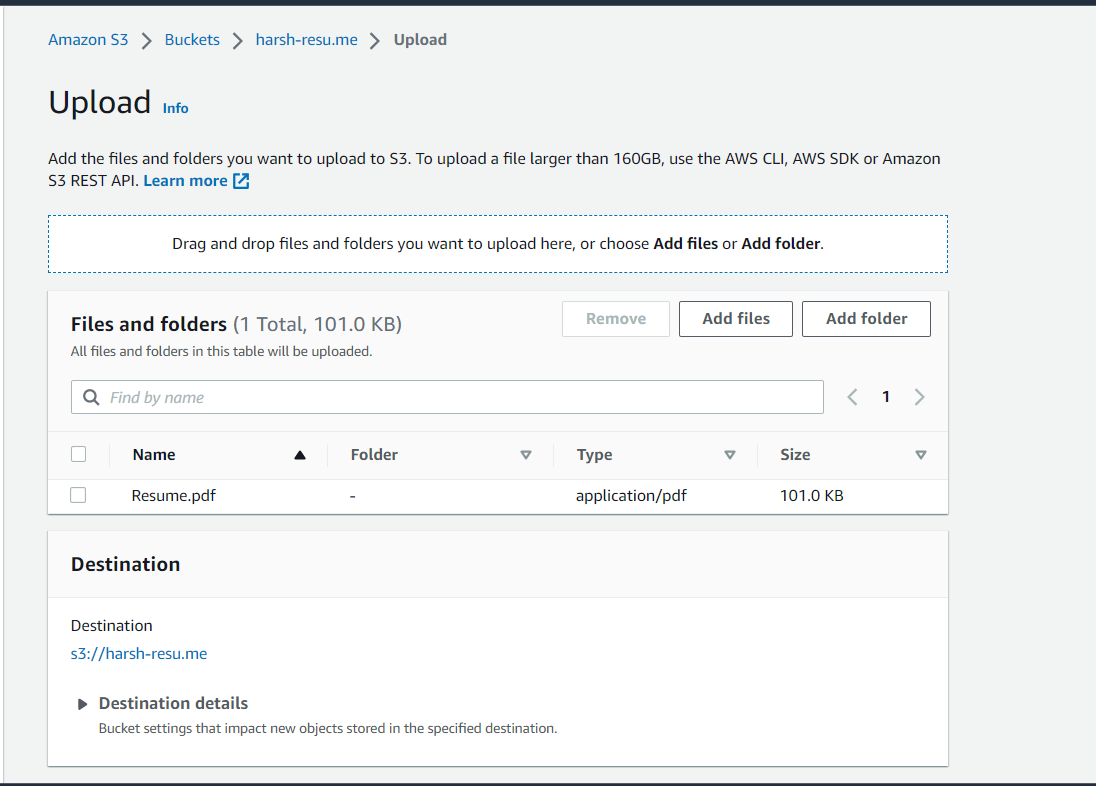 Amazon S3 > Buckets > harsh-resu.me > Upload
Upload Info
Add the files and folders you want to upload to S3. To upload a file larger than 160GB, use the AWS CLI, AWS SDK or Amazon
S3 REST API. Learn more
Drag and drop files and folders you want to upload here, or choose Add files or Add folder.
Files and folders (1 Total, 101.0 KB)
Remove Add files Add folder
All files and folders in this table will be uploaded.
Find by name
1
Name Folder Type Size
Resume.pdf - application/pdf 101.0 KB
Destination
Destination
s3://harsh-resu.me
Destination details
Bucket settings that impact new objects stored in the specified destination.